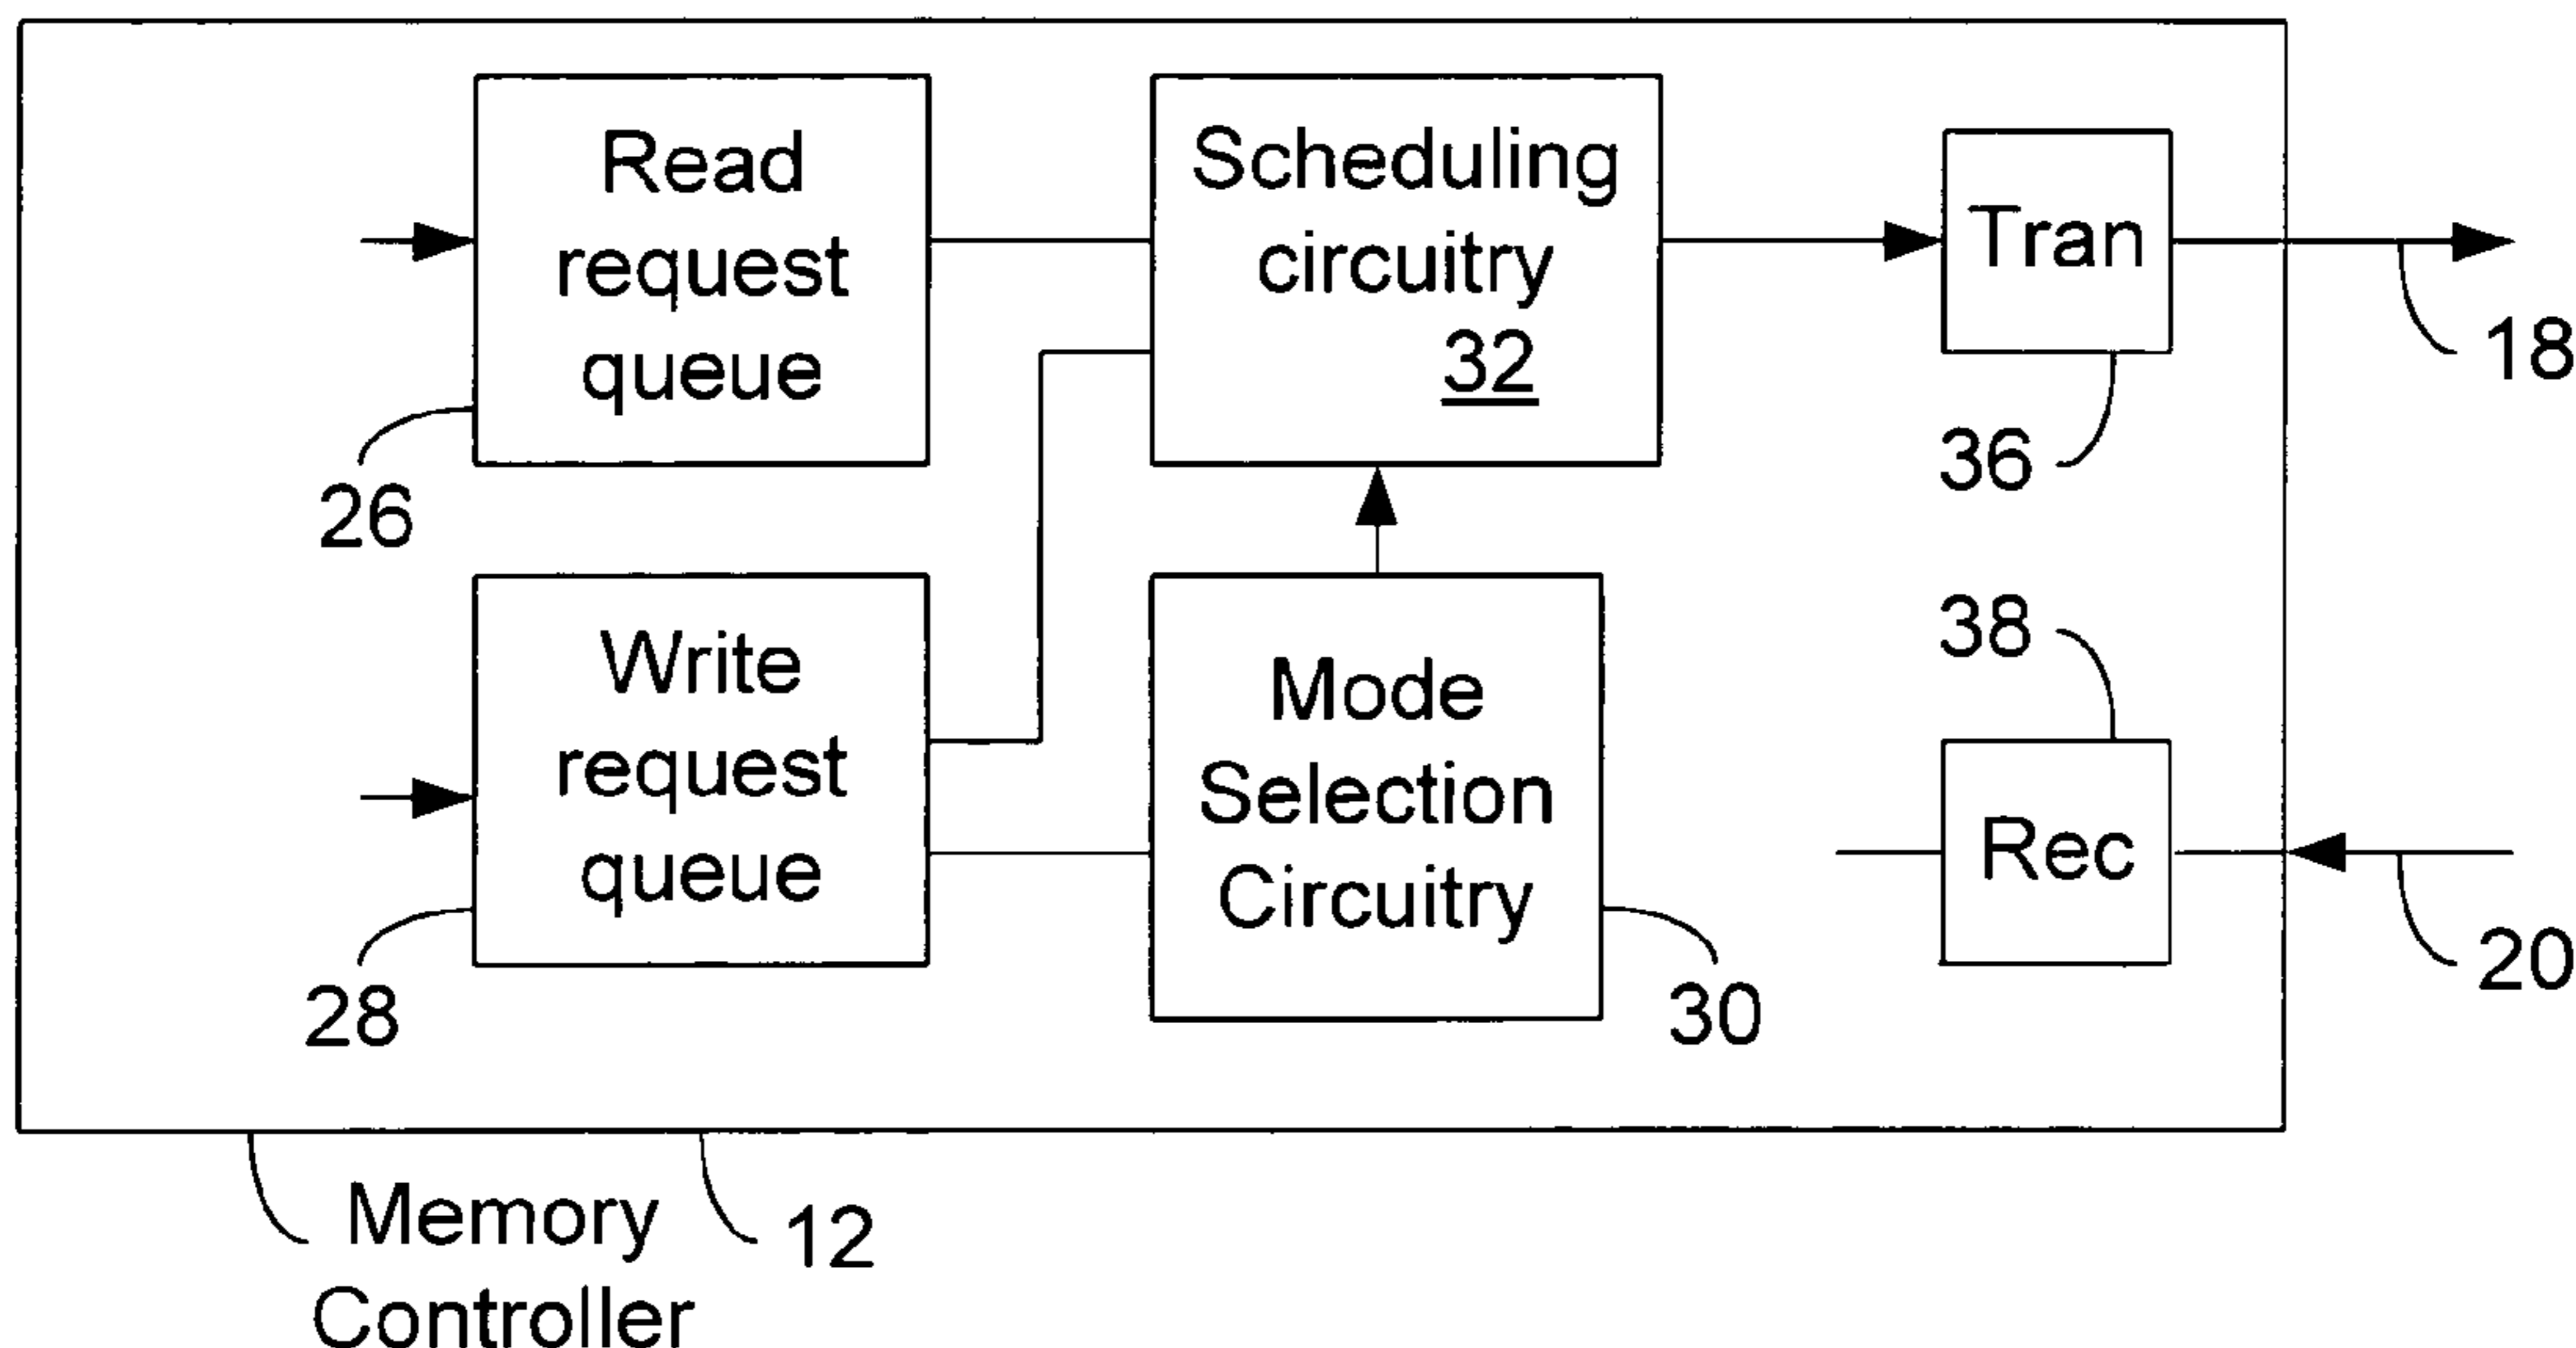 Read
request
queue
26
Scheduling
circuitry
32
Tran
18
36
Write
request
queue
28
Mode
Selection
Circuitry
30
38
Rec
20
Memory
Controller
12